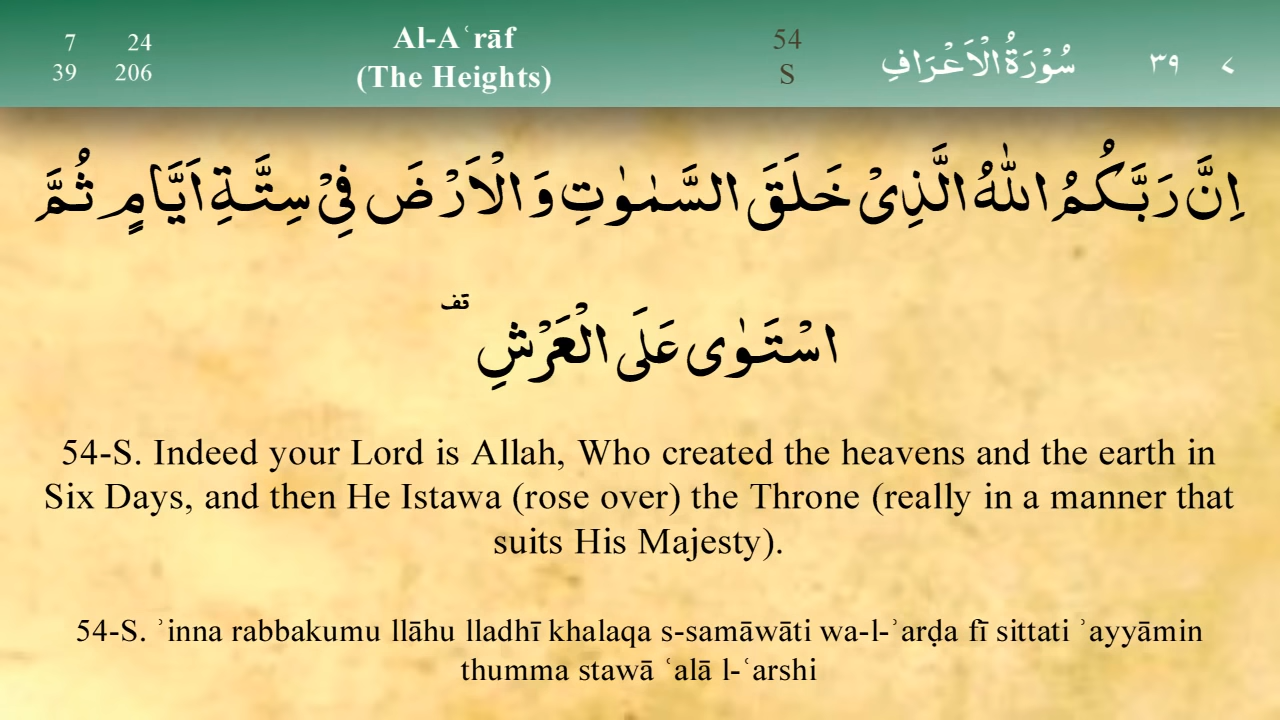 7 24 Al-Aʿrāf 54 سُوْرَةُ الْاَعْرَافِ ٣٩ ٧
39 206 (The Heights) S
اِنَّ رَبَّكُمُ اللّٰهُ الَّذِىْ خَلَقَ السَّمٰوٰتِ وَ الْاَرْضَ فِىْ سِتَّةِ اَيَّامٍ ثُمَّ
اسْتَوٰى عَلَى الْعَرْشِ ۛ قف
54-S. Indeed your Lord is Allah, Who created the heavens and the earth in
Six Days, and then He Istawa (rose over) the Throne (really in a manner that
suits His Majesty).
54-S. ʾinna rabbakumu llāhu lladhī khalaqa s-samāwāti wa-l-ʾarḍa fī sittati ʾayyāmin
thumma stawā ʿalā l-ʿarshi